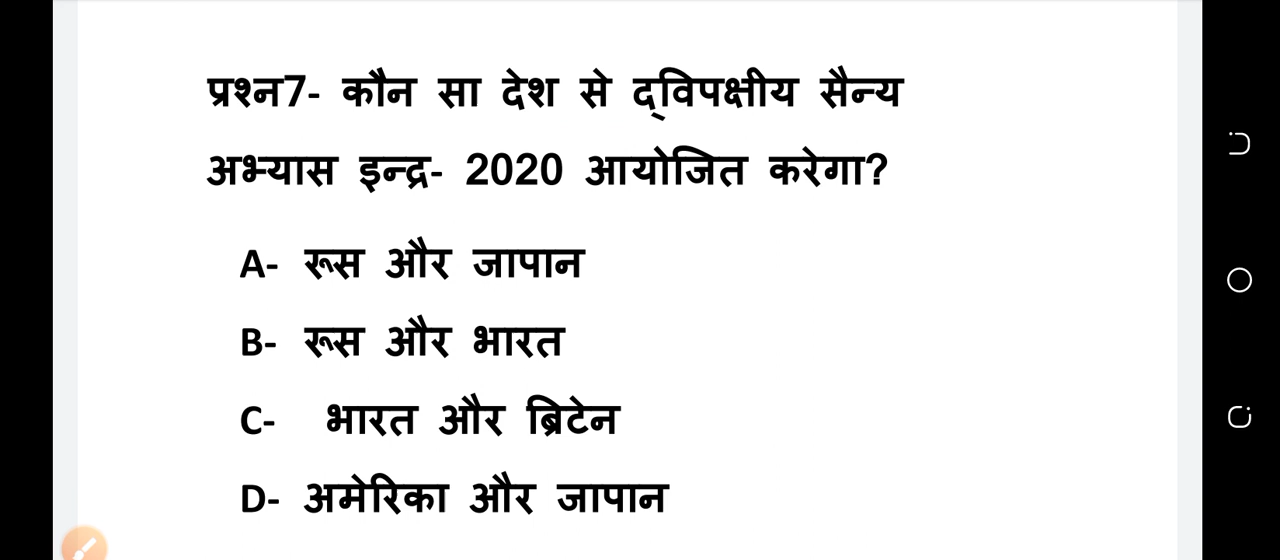 प्रश्न7- कौन सा देश से द्विपक्षीय सैन्य
अभ्यास इन्द्र- 2020 आयोजित करेगा?
A- रूस और जापान
B- रूस और भारत
C- भारत और ब्रिटेन
D- अमेरिका और जापान